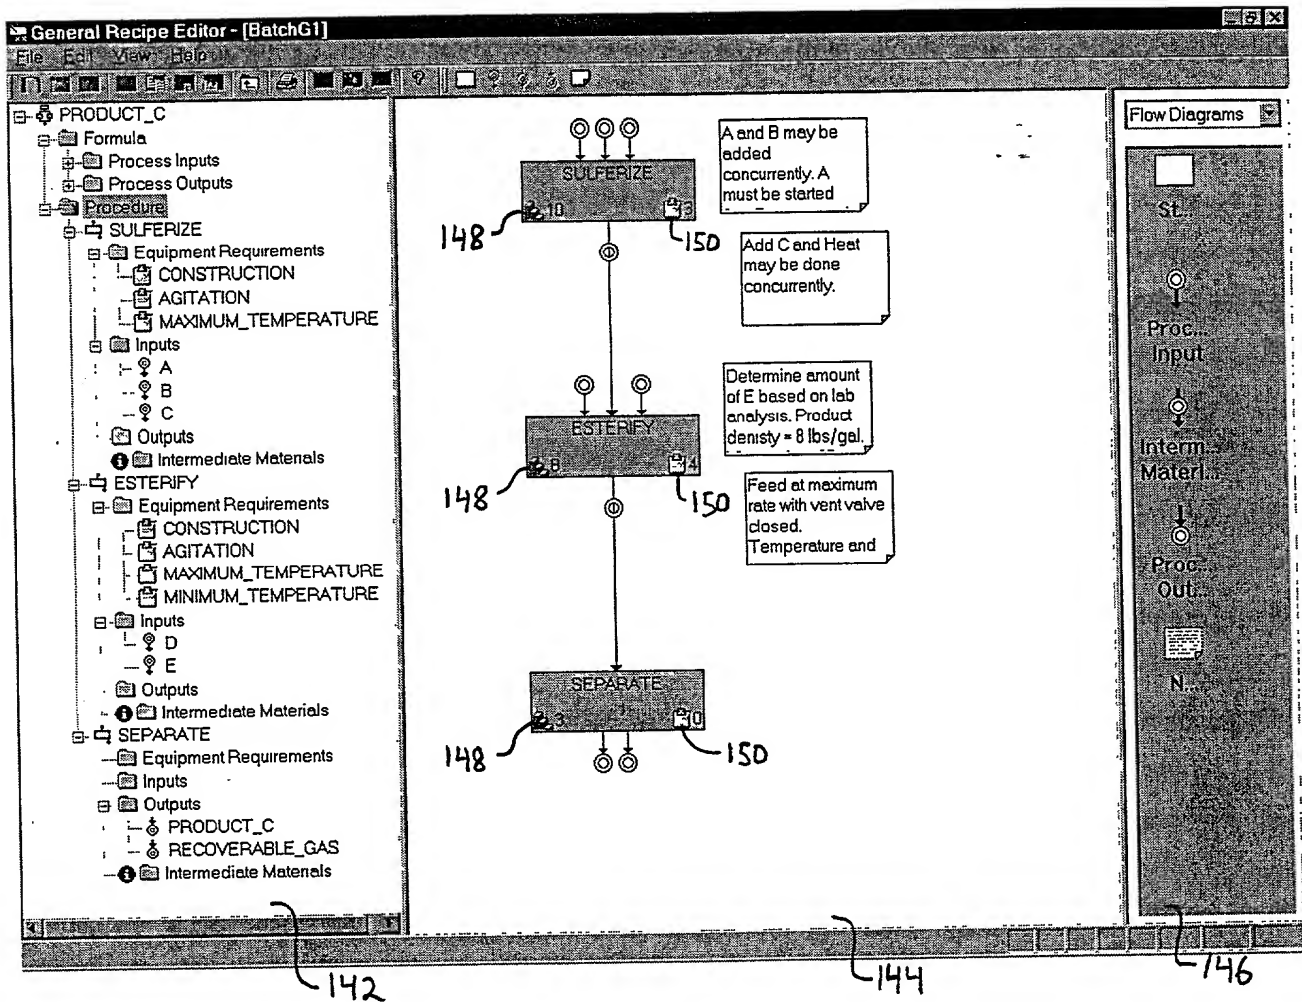 General Recipe Editor - [BatchG1]
File Edit View Help
PRODUCT_C
Formula
Process Inputs
Process Outputs
Procedure
SULFERIZE
Equipment Requirements
CONSTRUCTION
AGITATION
MAXIMUM_TEMPERATURE
Inputs
A
B
C
Outputs
Intermediate Materials
ESTERIFY
Equipment Requirements
CONSTRUCTION
AGITATION
MAXIMUM_TEMPERATURE
MINIMUM_TEMPERATURE
Inputs
D
E
Outputs
Intermediate Materials
SEPARATE
Equipment Requirements
Inputs
Outputs
PRODUCT_C
RECOVERABLE_GAS
Intermediate Materials
142
SULFERIZE
10 3
148 150
A and B may be
added
concurrently. A
must be started
Add C and Heat
may be done
concurrently.
ESTERIFY
8 4
148 150
Determine amount
of E based on lab
analysis. Product
denisty = 8 lbs/gal.
Feed at maximum
rate with vent valve
closed.
Temperature and
SEPARATE
3 0
148 150
144
Flow Diagrams
St...
Proc...
Input
Interm...
Materi...
Proc...
Out...
N...
146